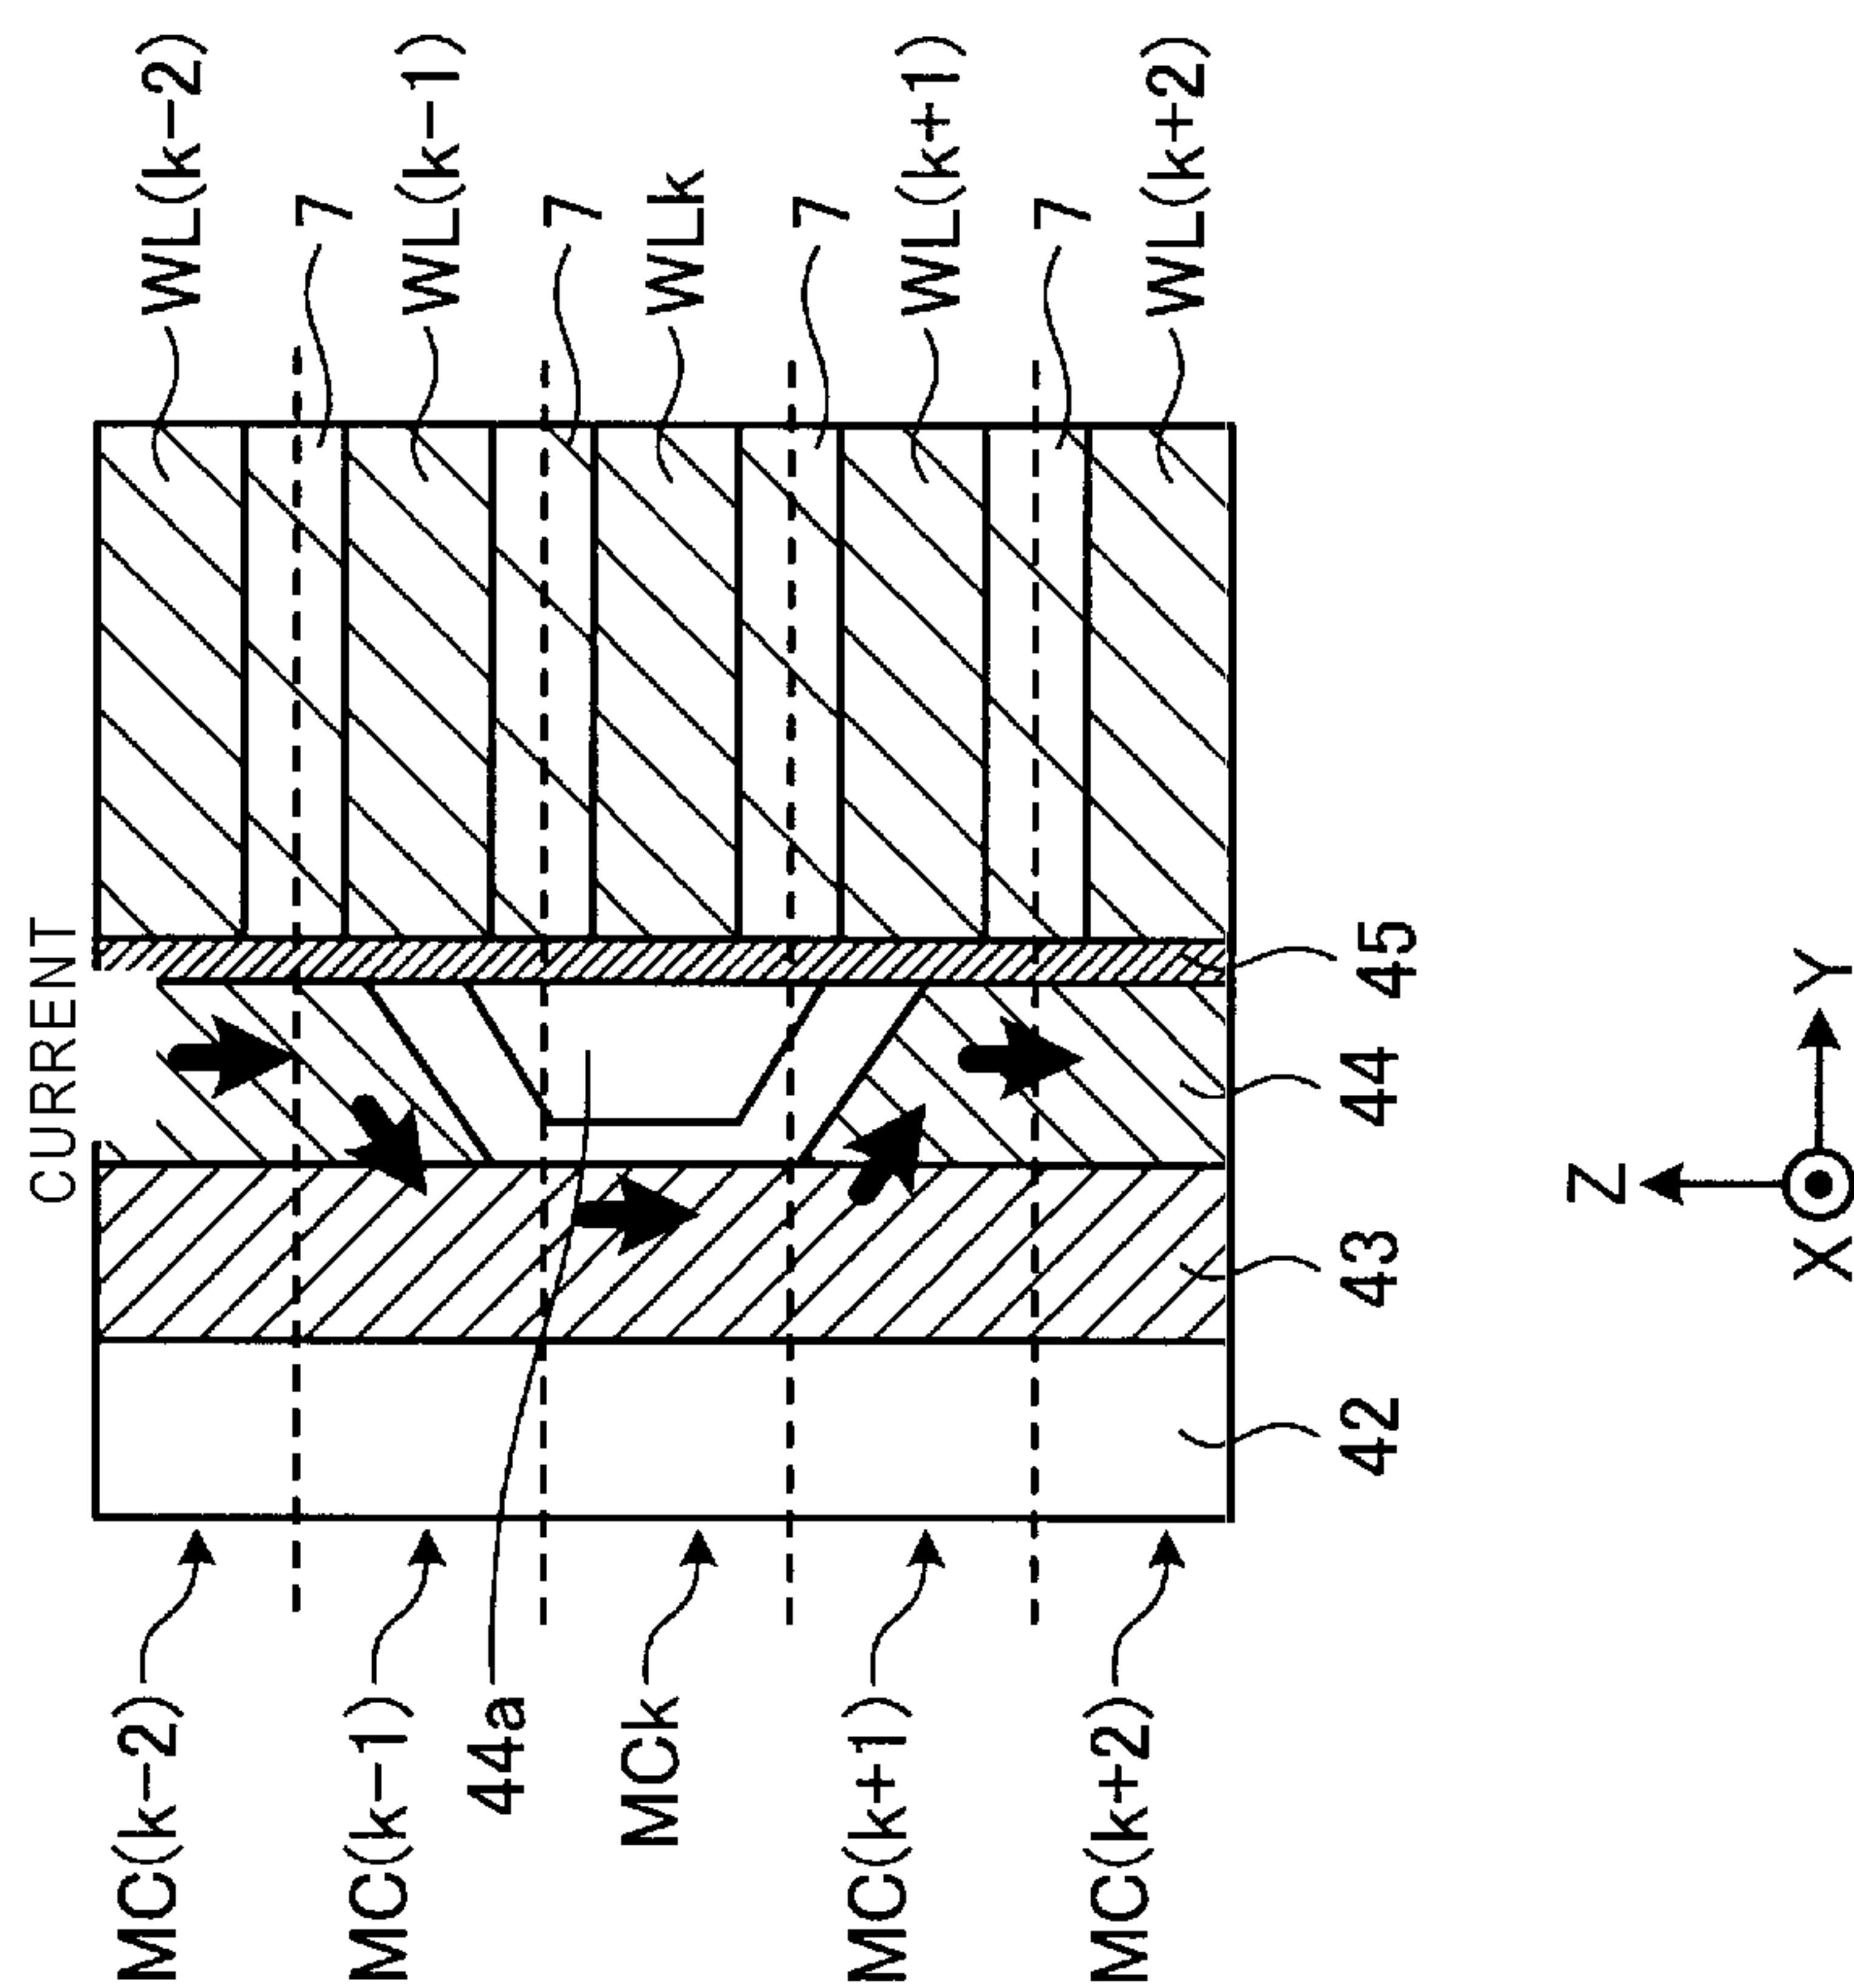 CURRENT
WL(k-2)
7
WL(k-1)
7
WLk
7
WL(k+1)
7
WL(k+2)
MC(k-2)
MC(k-1)
44a
MCk
MC(k+1)
MC(k+2)
42
43
44
45
Z
X
Y